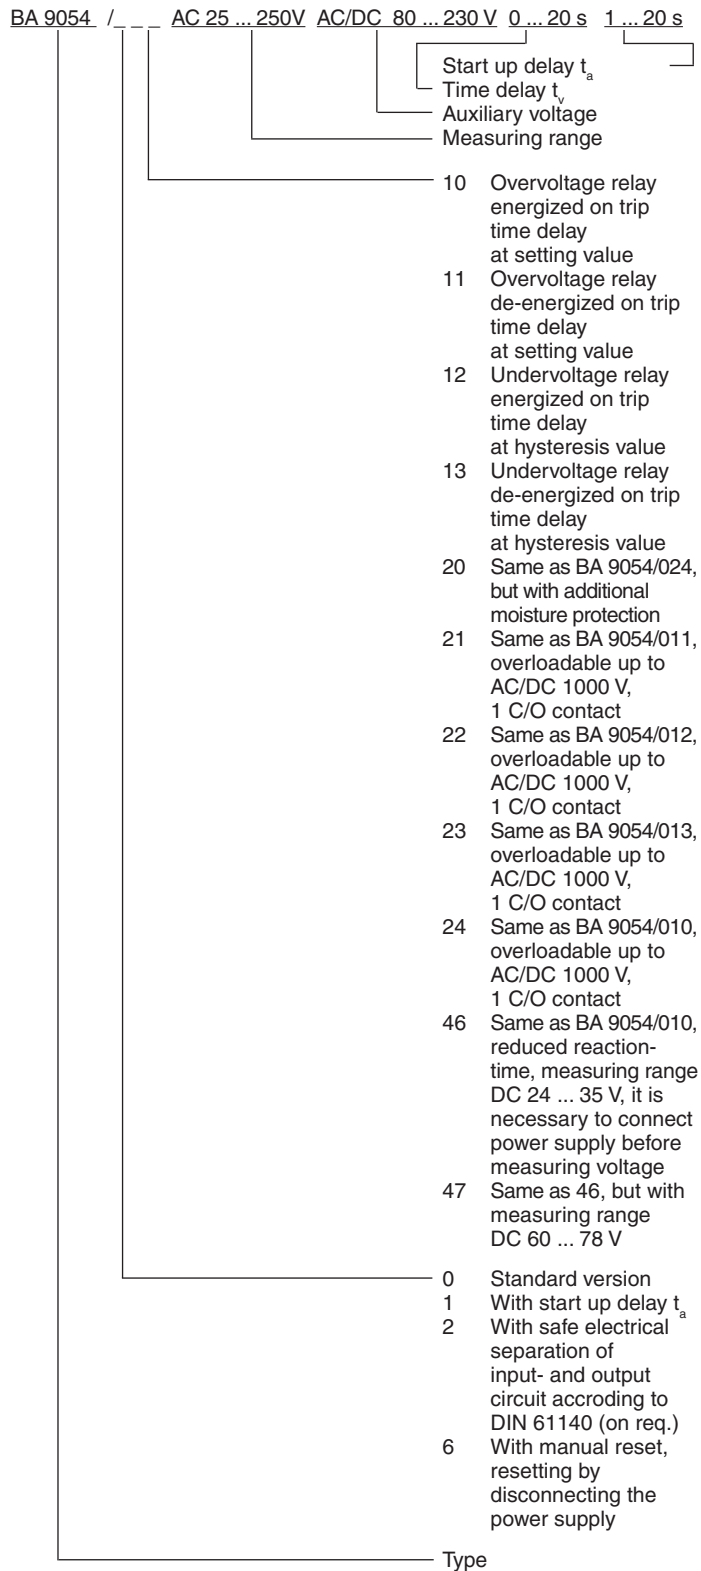 BA 9054 /_ _ _ AC 25 ... 250V AC/DC 80 ... 230 V 0 ... 20 s 1 ... 20 s
Start up delay ta
Time delay tv
Auxiliary voltage
Measuring range
10 Overvoltage relay
energized on trip
time delay
at setting value
11 Overvoltage relay
de-energized on trip
time delay
at setting value
12 Undervoltage relay
energized on trip
time delay
at hysteresis value
13 Undervoltage relay
de-energized on trip
time delay
at hysteresis value
20 Same as BA 9054/024,
but with additional
moisture protection
21 Same as BA 9054/011,
overloadable up to
AC/DC 1000 V,
1 C/O contact
22 Same as BA 9054/012,
overloadable up to
AC/DC 1000 V,
1 C/O contact
23 Same as BA 9054/013,
overloadable up to
AC/DC 1000 V,
1 C/O contact
24 Same as BA 9054/010,
overloadable up to
AC/DC 1000 V,
1 C/O contact
46 Same as BA 9054/010,
reduced reaction-
time, measuring range
DC 24 ... 35 V, it is
necessary to connect
power supply before
measuring voltage
47 Same as 46, but with
measuring range
DC 60 ... 78 V
0 Standard version
1 With start up delay ta
2 With safe electrical
separation of
input- and output
circuit accroding to
DIN 61140 (on req.)
6 With manual reset,
resetting by
disconnecting the
power supply
Type